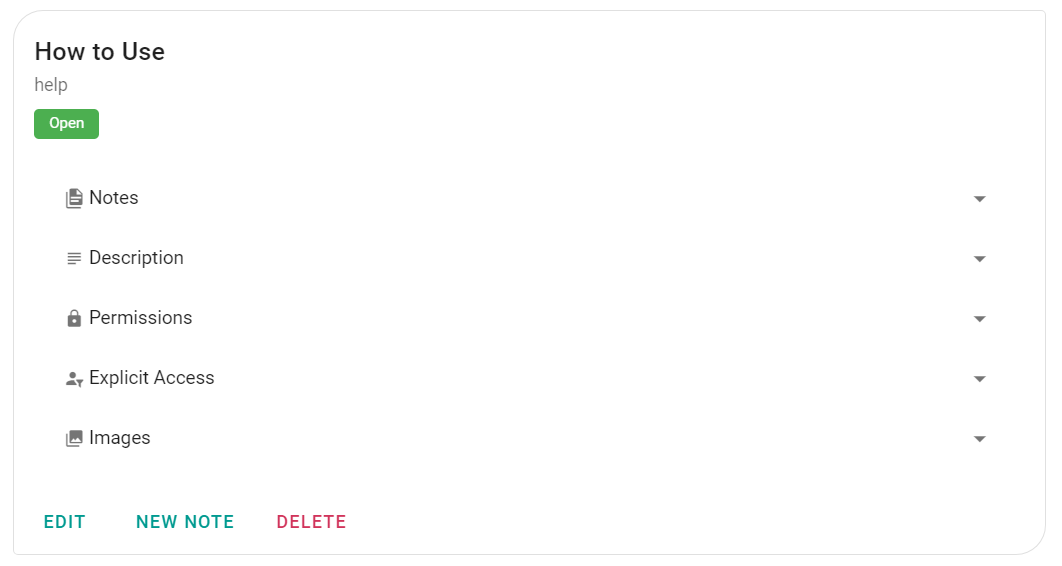 How to Use
help
Open
Notes
Description
Permissions
Explicit Access
Images
EDIT NEW NOTE DELETE